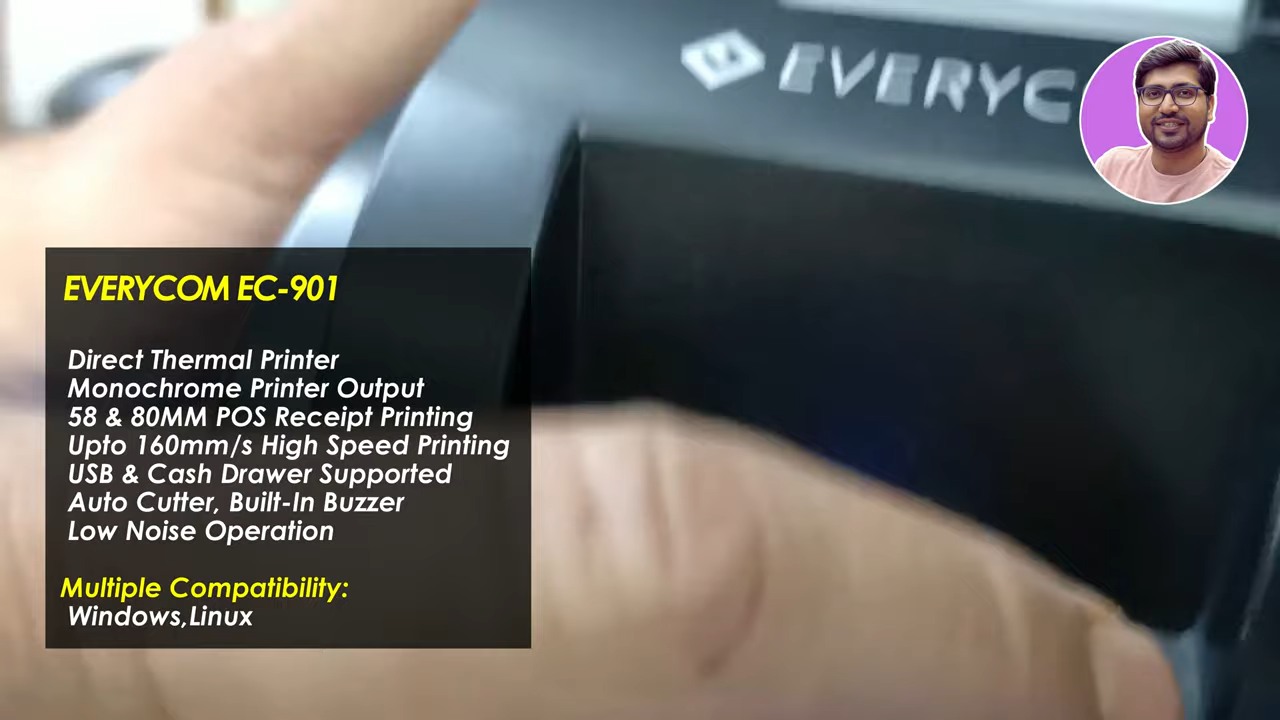 EVERYC
EVERYCOM EC-901
Direct Thermal Printer
Monochrome Printer Output
58 & 80MM POS Receipt Printing
Upto 160mm/s High Speed Printing
USB & Cash Drawer Supported
Auto Cutter, Built-In Buzzer
Low Noise Operation
Multiple Compatibility:
Windows,Linux